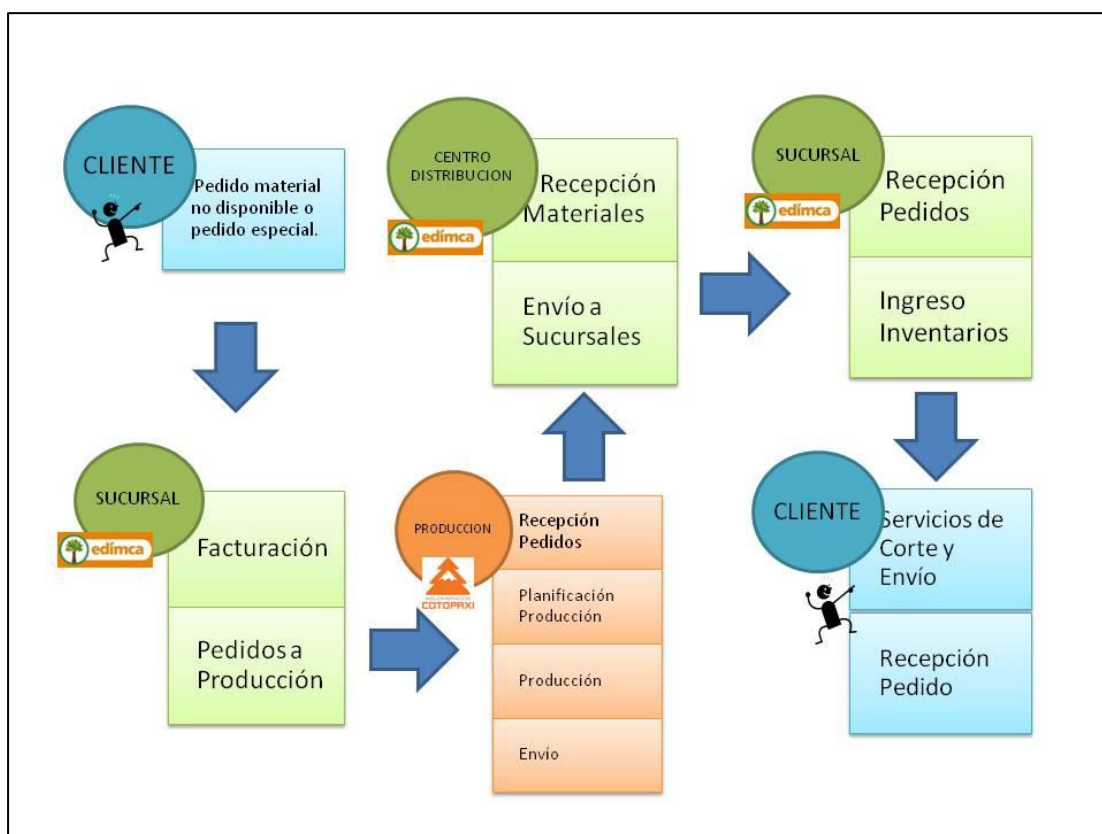 CLIENTE
Pedido material
no disponible o
pedido especial.
SUCURSAL
edímca
Facturación
Pedidos a
Producción
PRODUCCION
COTOPAXI
Recepción
Pedidos
Planificación
Producción
Producción
Envío
CENTRO
DISTRIBUCION
edímca
Recepción
Materiales
Envío a
Sucursales
SUCURSAL
edímca
Recepción
Pedidos
Ingreso
Inventarios
CLIENTE
Servicios de
Corte y
Envío
Recepción
Pedido